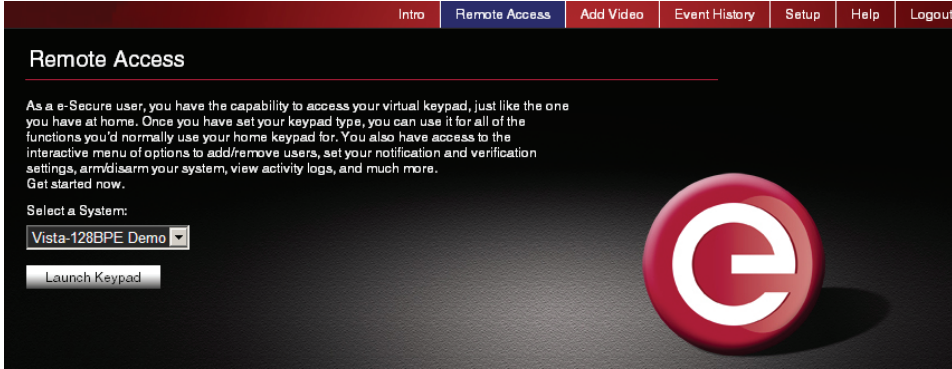 Intro Remote Access Add Video Event History Setup Help Logout
Remote Access
As a e-Secure user, you have the capability to access your virtual keypad, just like the one
you have at home. Once you have set your keypad type, you can use it for all of the
functions you'd normally use your home keypad for. You also have access to the
interactive menu of options to add/remove users, set your notification and verification
settings, arm/disarm your system, view activity logs, and much more.
Get started now.
Select a System:
Vista-128BPE Demo
Launch Keypad
e